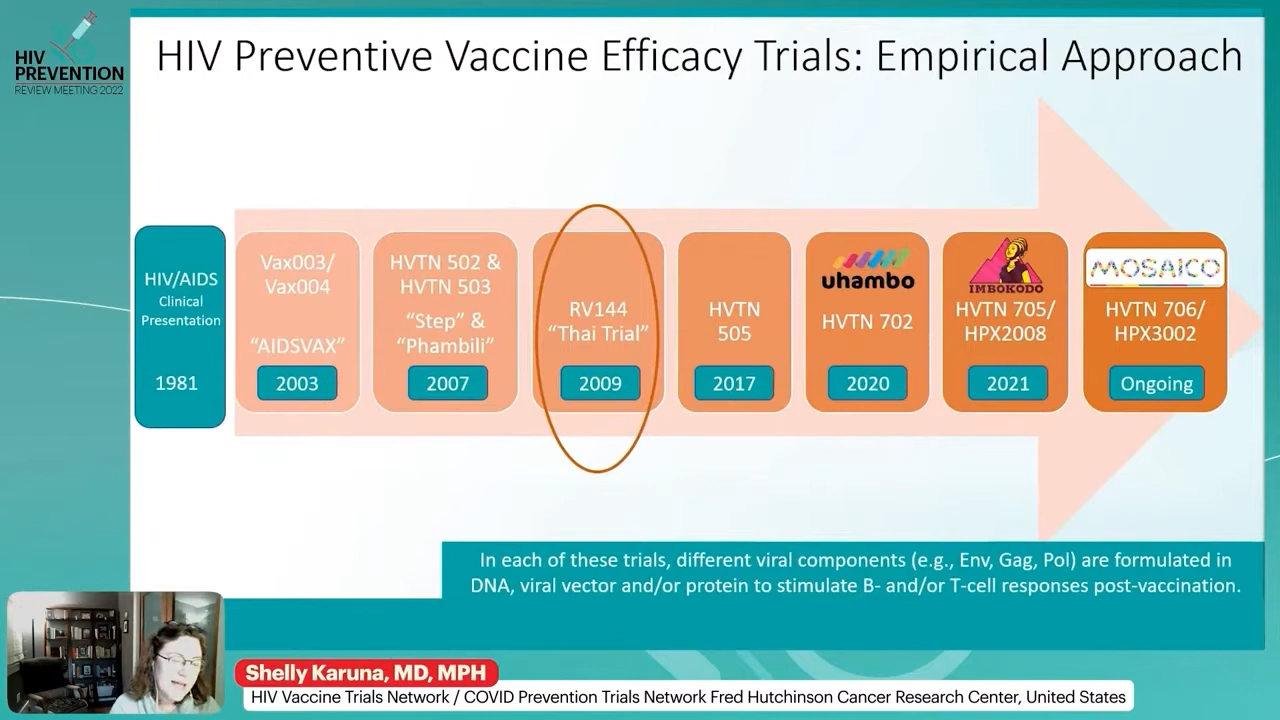 HIV
PREVENTION
REVIEW MEETING 2022
HIV Preventive Vaccine Efficacy Trials: Empirical Approach
HIV/AIDS
Clinical
Presentation
1981
Vax003/
Vax004
“AIDSVAX”
2003
HVTN 502 &
HVTN 503
“Step” &
“Phambili”
2007
RV144
“Thai Trial”
2009
HVTN
505
2017
uhambo
HVTN 702
2020
IMBOKODO
HVTN 705/
HPX2008
2021
MOSAICO
HVTN 706/
HPX3002
Ongoing
In each of these trials, different viral components (e.g., Env, Gag, Pol) are formulated in
DNA, viral vector and/or protein to stimulate B- and/or T-cell responses post-vaccination.
Shelly Karuna, MD, MPH
HIV Vaccine Trials Network / COVID Prevention Trials Network Fred Hutchinson Cancer Research Center, United States